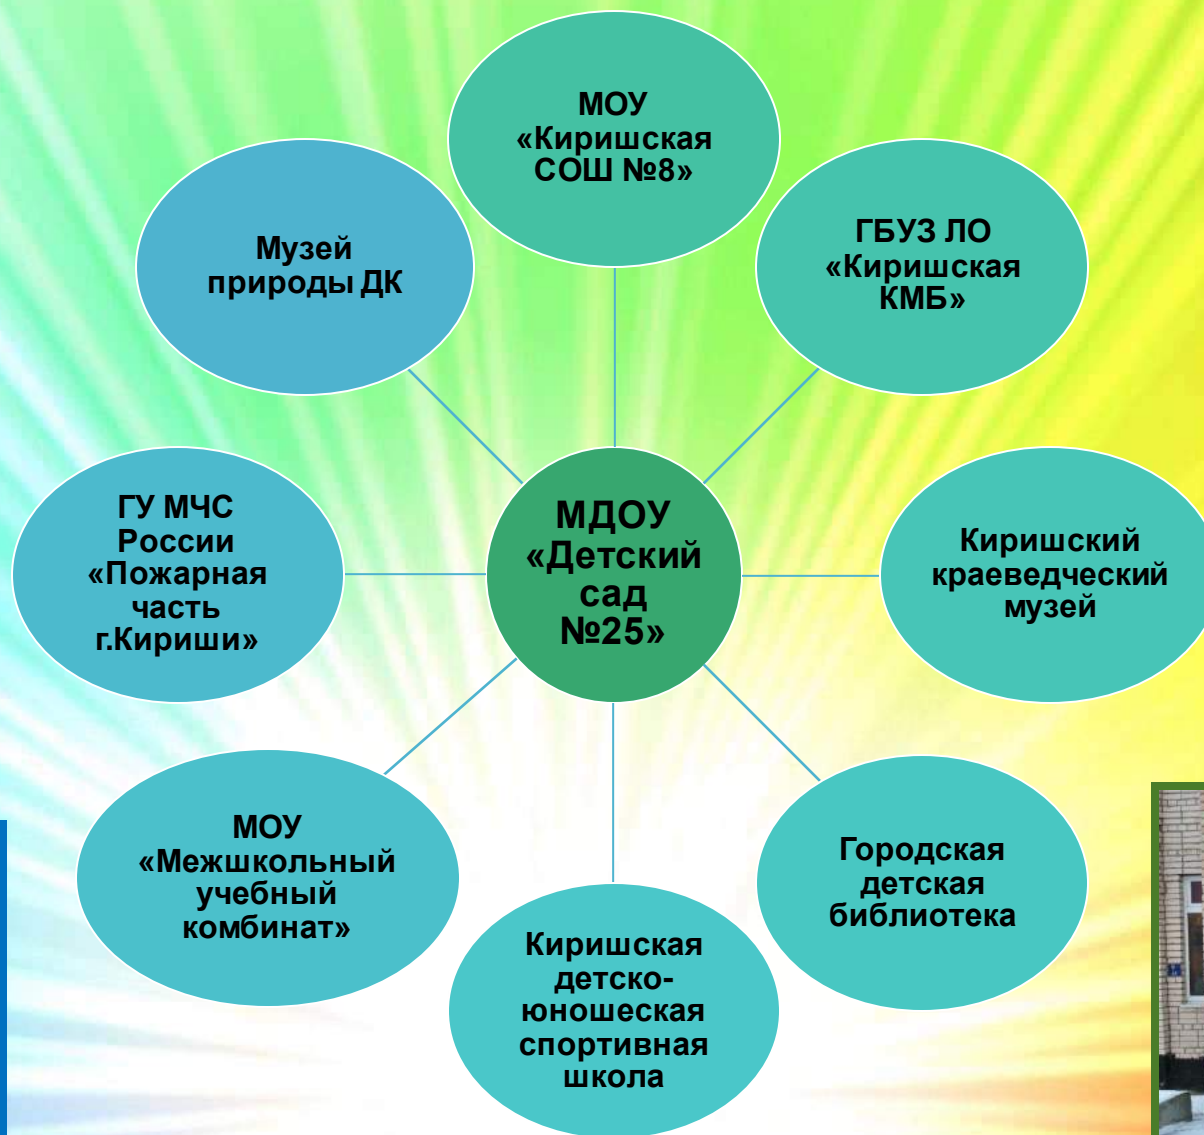 МОУ
«Киришская
СОШ №8»
ГБУЗ ЛО
«Киришская
КМБ»
Киришский
краеведческий
музей
Городская
детская
библиотека
Киришская
детско-
юношеская
спортивная
школа
МОУ
«Межшкольный
учебный
комбинат»
ГУ МЧС
России
«Пожарная
часть
г.Кириши»
Музей
природы ДК
МДОУ
«Детский
сад
№25»